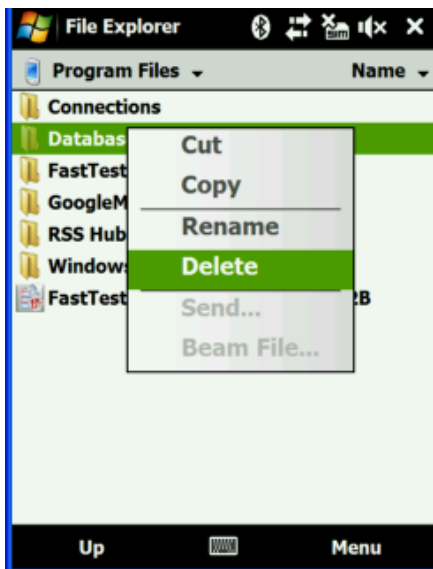 File Explorer
Program Files Name
Connections
Databas
Cut
FastTest
Copy
GoogleM
Rename
RSS Hub
Delete
Window
FastTest 2B
Send...
Beam File...
Up Menu